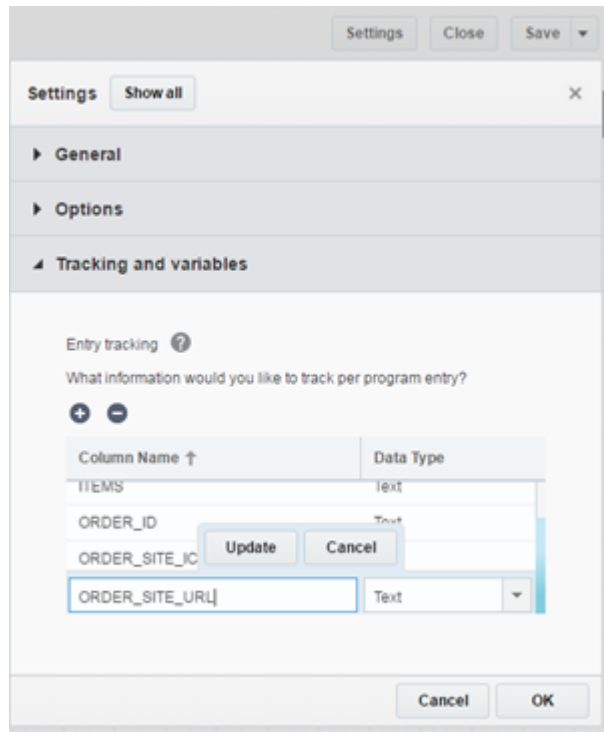 Settings Close Save
Settings Show all
General
Options
Tracking and variables
Entry tracking ?
What information would you like to track per program entry?
Column Name Data Type
ITEMS Text
ORDER_ID Text
ORDER_SITE_IC
Update Cancel
ORDER_SITE_URL Text
Cancel OK